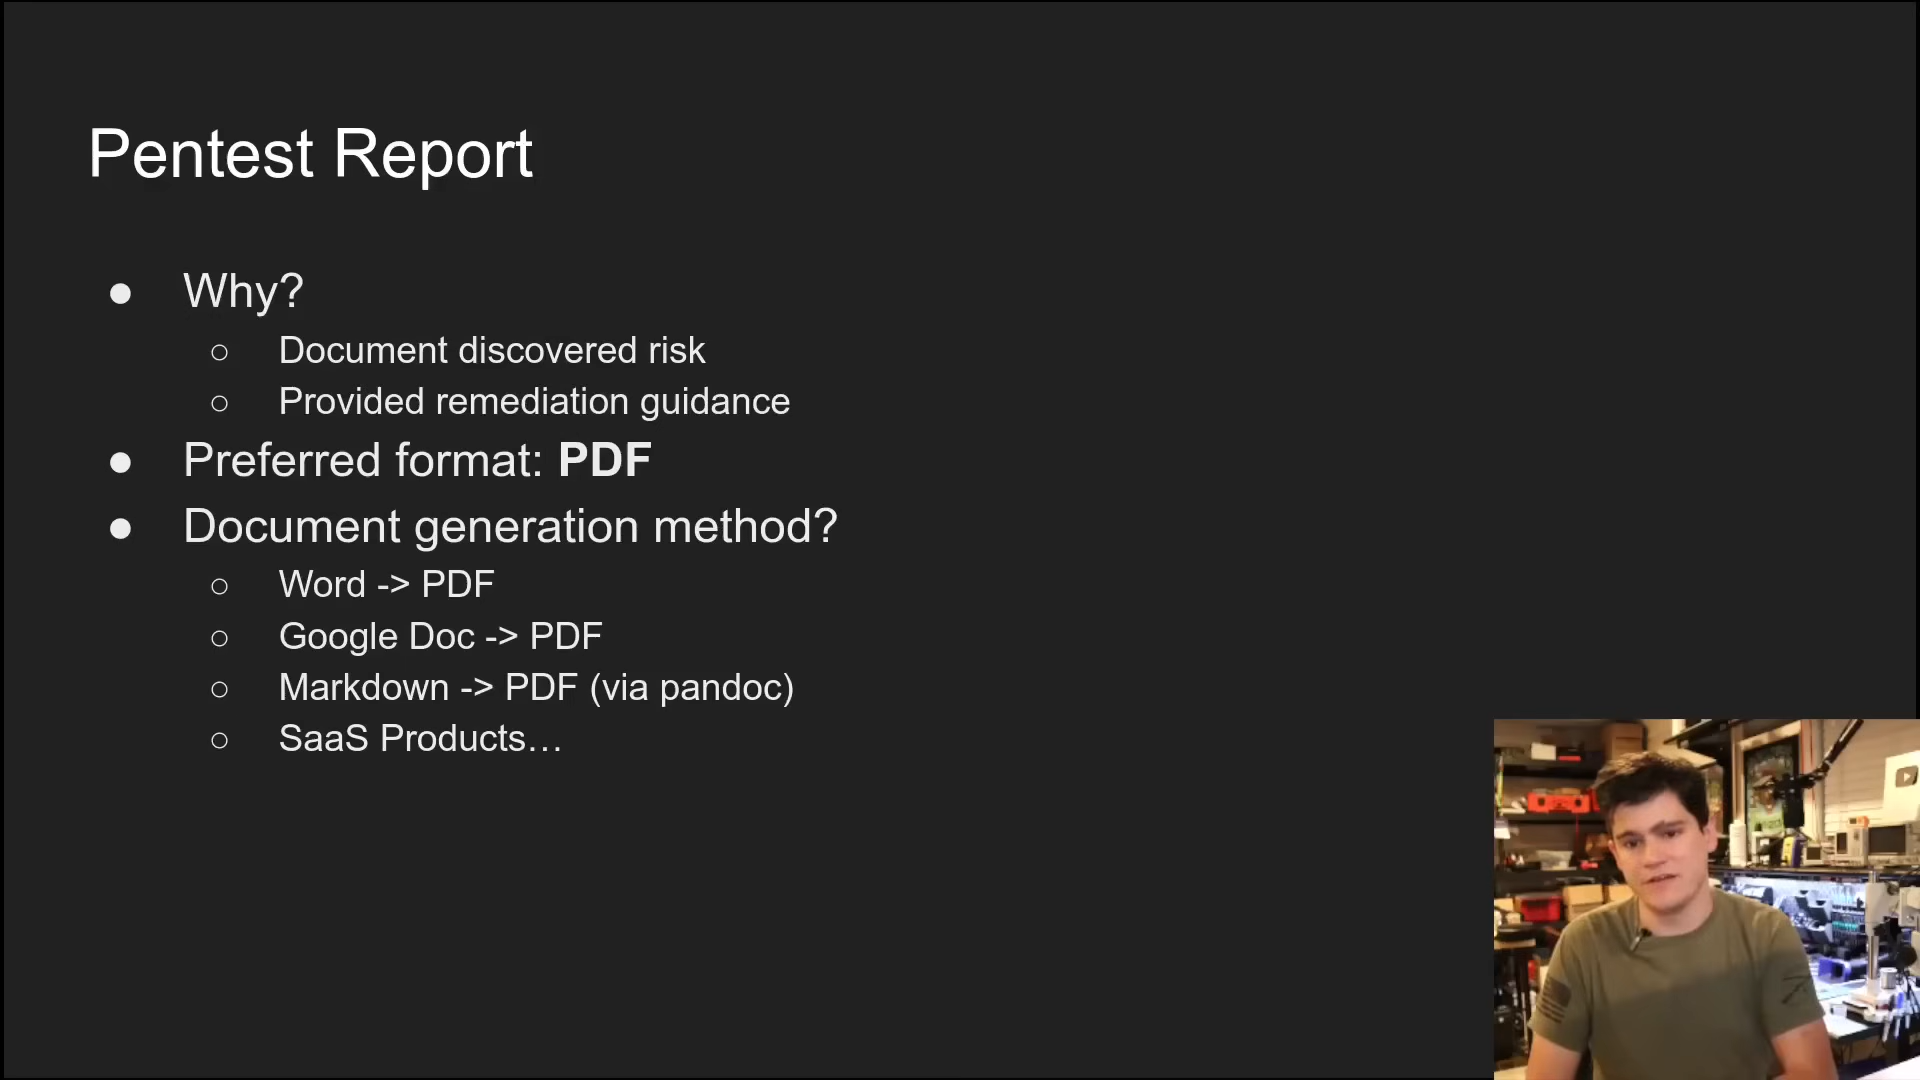 Pentest Report
● Why?
○ Document discovered risk
○ Provided remediation guidance
● Preferred format: PDF
● Document generation method?
○ Word -> PDF
○ Google Doc -> PDF
○ Markdown -> PDF (via pandoc)
○ SaaS Products…